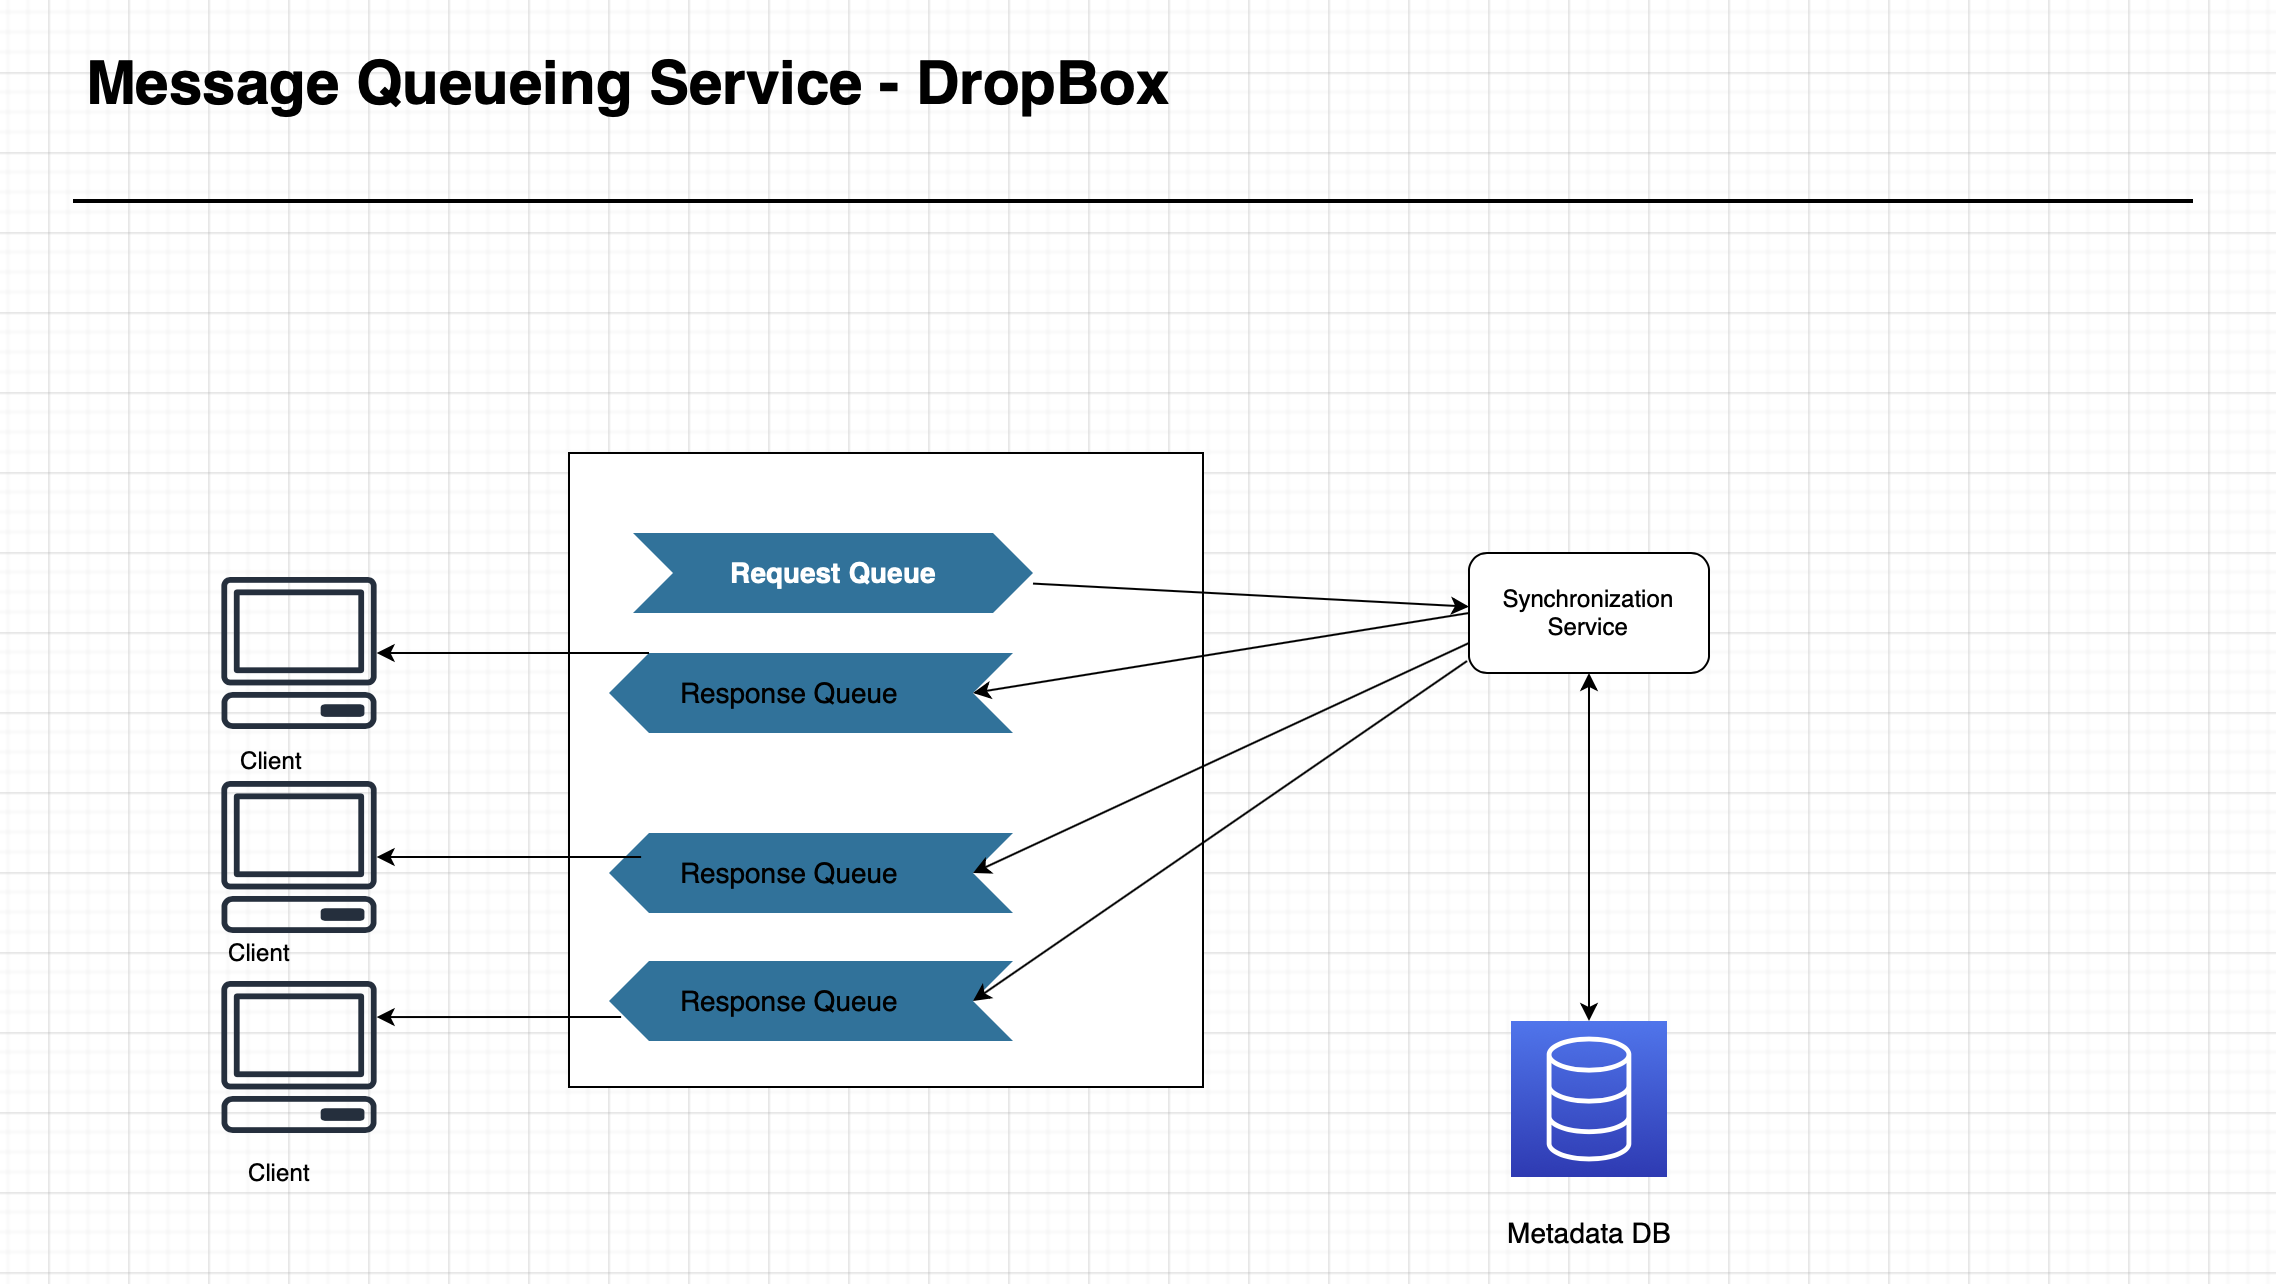 Message Queueing Service - DropBox
Request Queue
Synchronization
Service
Response Queue
Client
Response Queue
Client
Response Queue
Client
Metadata DB